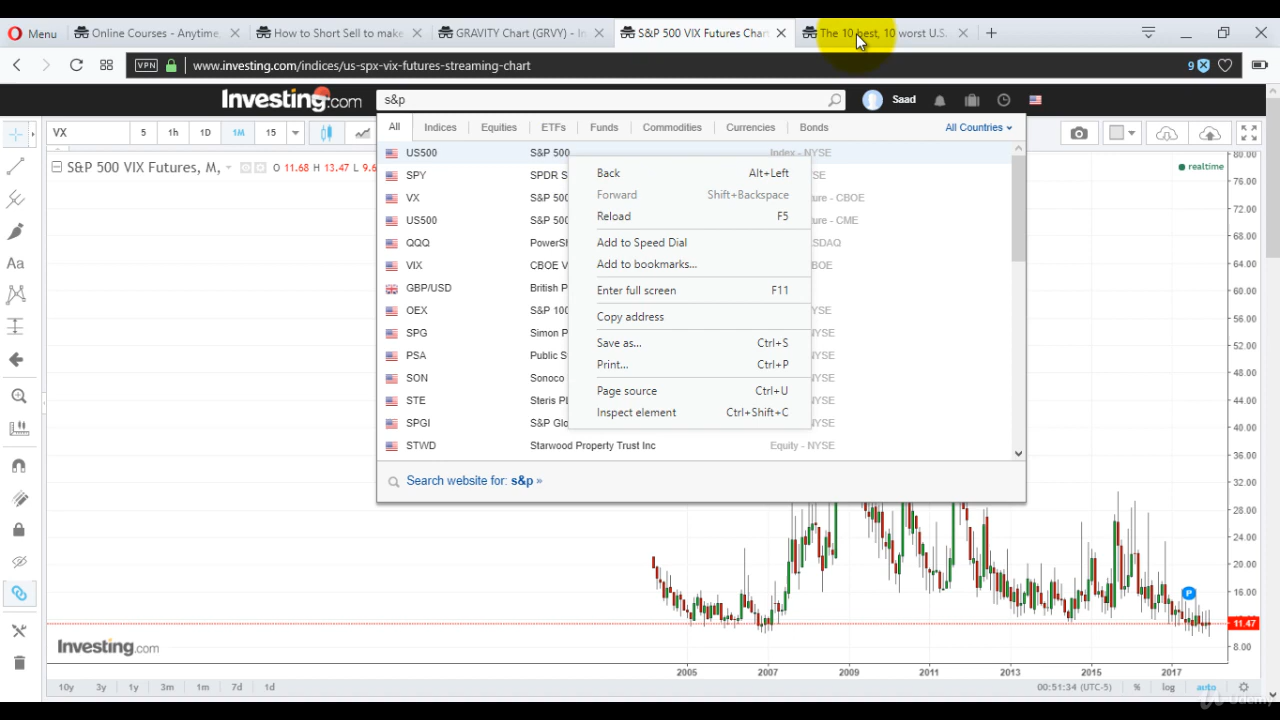 Menu
Online Courses - Anytime,
How to Short Sell to make
GRAVITY Chart (GRVY) - In
S&P 500 VIX Futures Chart
The 10 best, 10 worst U.S.
VPN
www.investing.com/indices/us-spx-vix-futures-streaming-chart
9
Investing.com
s&p
Saad
VX
5
1h
1D
1M
15
All
Indices
Equities
ETFs
Funds
Commodities
Currencies
Bonds
All Countries
S&P 500 VIX Futures, M,
O 11.68 H 13.47 L 9.6
realtime
US500 S&P 500 Index - NYSE
SPY SPDR S
VX S&P 500 ure - CBOE
US500 S&P 500 ure - CME
QQQ PowerSh
VIX CBOE V
GBP/USD British P
OEX S&P 100
SPG Simon P
PSA Public S
SON Sonoco
STE Steris PL
SPGI S&P Glo
STWD Starwood Property Trust Inc Equity - NYSE
Search website for: s&p »
Back Alt+Left
Forward Shift+Backspace
Reload F5
Add to Speed Dial
Add to bookmarks...
Enter full screen F11
Copy address
Save as... Ctrl+S
Print... Ctrl+P
Page source Ctrl+U
Inspect element Ctrl+Shift+C
Aa
80.00
76.00
72.00
68.00
64.00
60.00
56.00
52.00
48.00
44.00
40.00
36.00
32.00
28.00
24.00
20.00
16.00
P
11.47
8.00
Investing.com
2005
2007
2009
2011
2013
2015
2017
10y
3y
1y
3m
1m
7d
1d
00:51:34 (UTC-5)
%
log
auto
Udemy